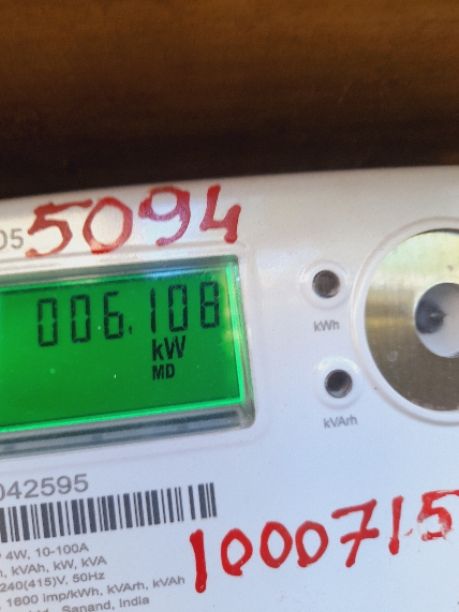 05 5094
006.108
kW
MD
kWh
kVArh
042595
4W, 10-100A
kVAh, kW, kVA
240(415)V, 50Hz
1600 imp/kWh, kVArh, kVAh
Sanand, India
1000715